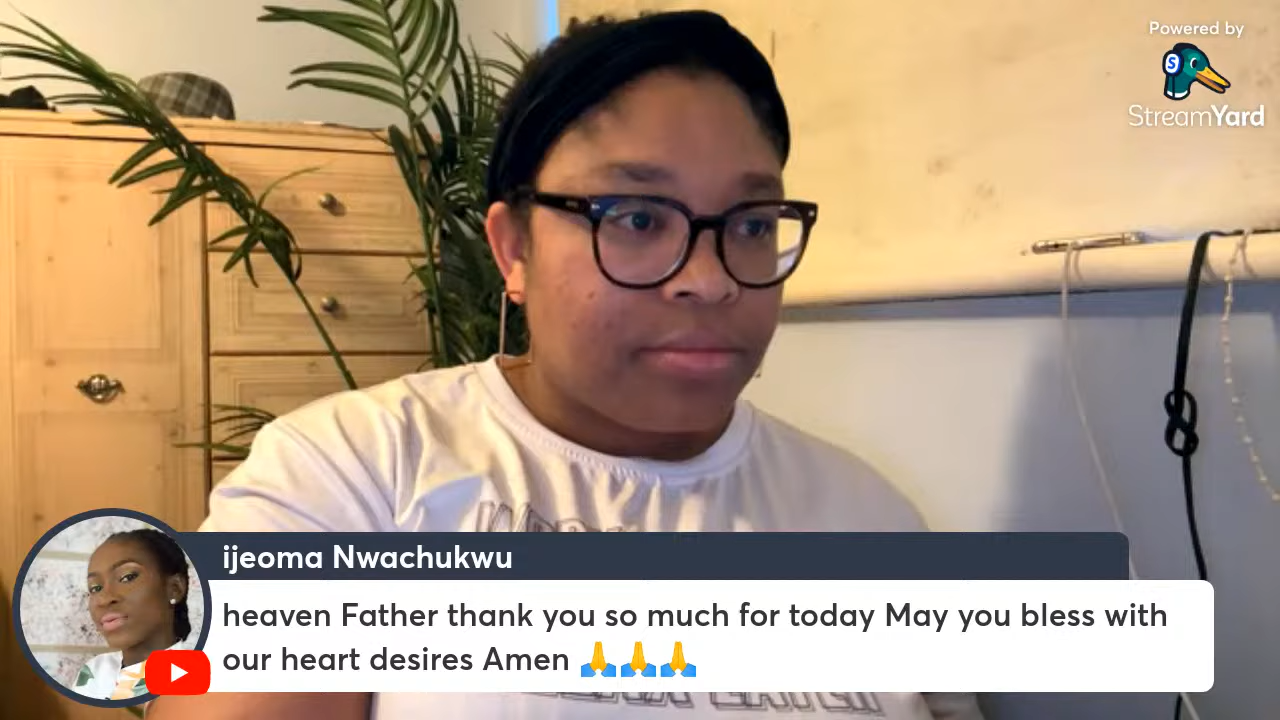 Powered by
StreamYard
ijeoma Nwachukwu
heaven Father thank you so much for today May you bless with
our heart desires Amen 🙏🙏🙏